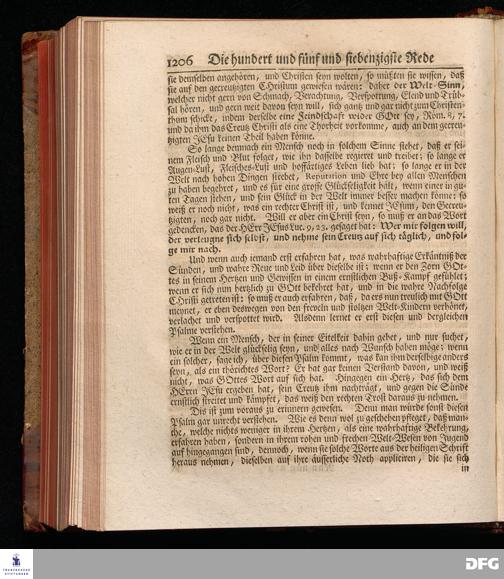 1206 Die hundert und fünf und siebenzigste Rede
sie demselben angehören, und Christen seyn wolten, so müsten sie wissen, daß
sie auf den gecreutzigten CHristum gewiesen wären: daher der Welt-Sinn,
welcher nicht gern von Schmach, Verachtung, Verspottung, Elend und Trüb-
sal hören, und gern weit davon seyn will, sich gantz und gar nicht zum Christen-
thum schicke, indem derselbe eine Feindschaft wider GOtt sey, Röm. 8, 7.
und da ihm das Creutz Christi als eine Thorheit vorkomme, auch an dem gecreu-
zigten JEsu keinen Theil haben könne.
So lange demnach ein Mensch noch in solchem Sinne stehet, daß er sei-
nem Fleisch und Blut folget, wie ihn dasselbe regieret und treibet; so lange er
Augen-Lust, Fleisches-Lust und hoffärtiges Leben lieb hat: so lange er in der
Welt nach hohen Dingen strebet, Reputation und Ehre bey allen Menschen
zu haben begehret, und es für eine grosse Glückseligkeit hält, wenn einer in gu-
ten Tagen stehen, und sein Glück in der Welt immer besser machen könne: so
weiß er noch nicht, was ein rechter Christ ist, und kennet JEsum, den Gecreu-
tzigten, noch gar nicht. Will er aber ein Christ seyn, so muß er an das Wort
gedencken, das der HErr JEsus Luc. 9, 23. gesagt hat: Wer mir folgen will,
der verleugne sich selbst, und nehme sein Creutz auf sich täglich, und fol-
ge mir nach.
Und wenn auch iemand erst erfahren hat, was wahrhaftige Erkäntniß der
Sünden, und wahre Reue und Leid über dieselbe ist: wenn er den Zorn GOt-
tes in seinem Hertzen und Gewissen in einem ernstlichen Buß-Kampf gefühlet;
wenn er sich nun hertzlich zu GOtt bekehret hat, und in die wahre Nachfolge
CHristi getreten ist: so muß er auch erfahren, daß, da er es nun treulich mit GOtt
meynet, er eben deswegen von den freveln und stoltzen Welt-Kindern verhönet,
verlachet und verspottet wird. Alsdenn lernet er erst diesen und dergleichen
Psalme verstehen.
Wenn ein Mensch, der in seiner Eitelkeit dahin gehet, und nur suchet,
wie er in der Welt glückselig seyn, und alles nach Wunsch haben möge: wenn
ein solcher, sage ich, über diesen Psalm kommt, was kan ihm derselbige anders
seyn, als ein thörichtes Wort? Er hat gar keinen Verstand davon, und weiß
nicht, was GOttes Wort auf sich hat. Hingegen ein Hertz, das sich dem
HErrn JEsu ergeben hat, sein Creutz ihm nachträgt, und gegen die Sünde
ernstlich streitet und kämpfet, das weiß den rechten Trost daraus zu nehmen.
Dis ist zum voraus zu erinnern gewesen. Denn man würde sonst diesen
Psalm gar unrecht verstehen. Wie es denn wol zu geschehen pfleget, daß man-
che, welche nichts weniger in ihrem Hertzen, als eine wahrhaftige Bekehrung,
erfahren haben, sondern in ihrem rohen und frechen Welt-Wesen von Jugend
auf hingegangen sind, dennoch, wenn sie solche Worte aus der heiligen Schrift
heraus nehmen, dieselben auf ihre äusserliche Noth appliciren, die sie sich
in
FRANCKESCHE STIFTUNGEN
DFG